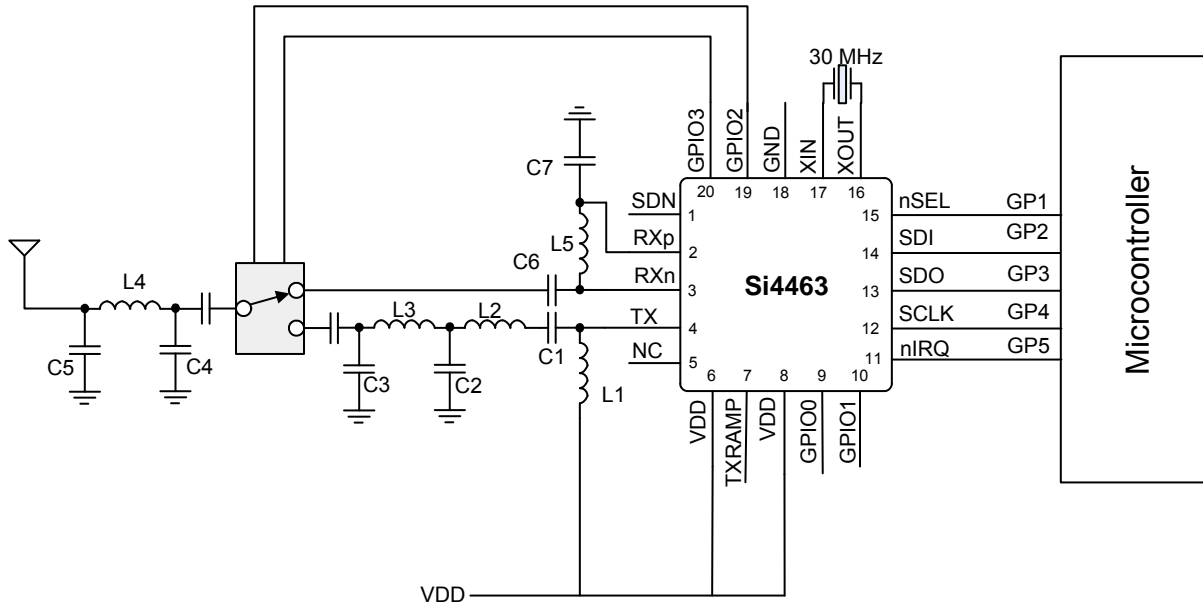 30 MHz
GPIO3
GPIO2
GND
XIN
XOUT
C7
20
19
18
17
16
SDN
1
15
nSEL
GP1
L5
RXp
2
14
SDI
GP2
C6
RXn
3
Si4463
13
SDO
GP3
L4
L3
L2
TX
4
12
SCLK
GP4
C1
NC
5
11
nIRQ
GP5
6
7
8
9
10
C5
C4
C3
C2
L1
VDD
TXRAMP
VDD
GPIO0
GPIO1
Microcontroller
VDD